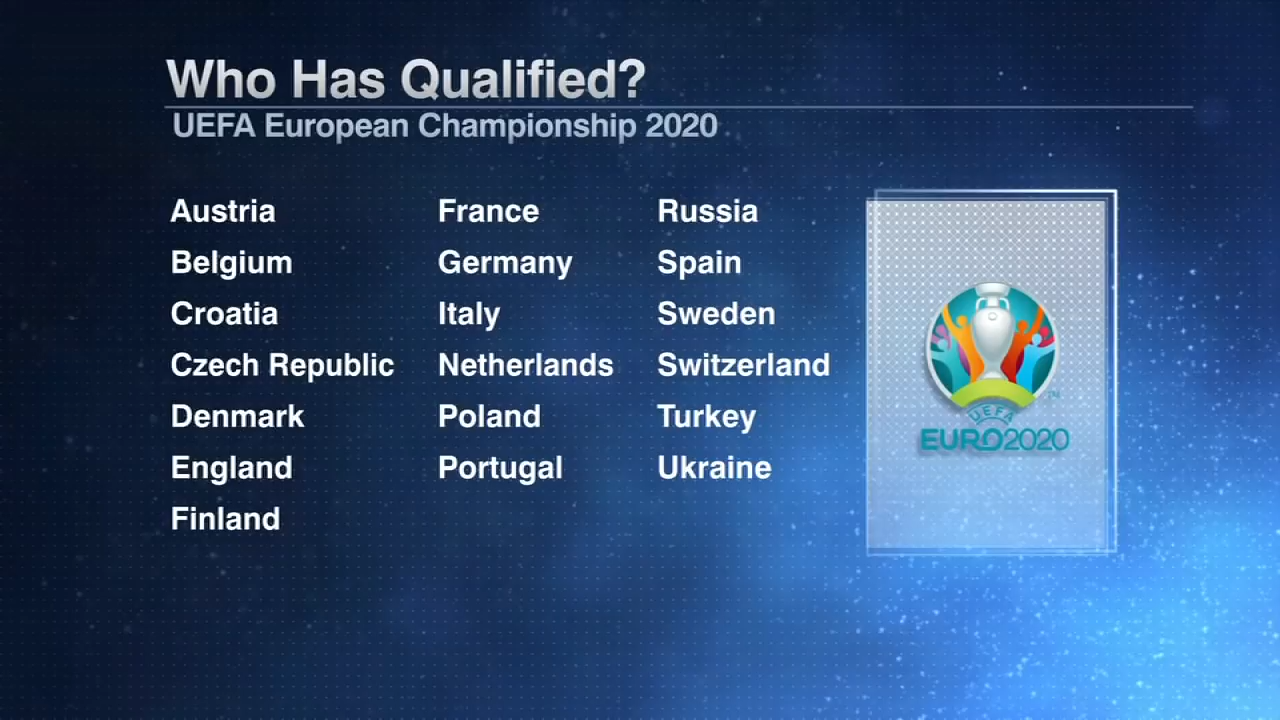 Who Has Qualified?
UEFA European Championship 2020
Austria
Belgium
Croatia
Czech Republic
Denmark
England
Finland
France
Germany
Italy
Netherlands
Poland
Portugal
Russia
Spain
Sweden
Switzerland
Turkey
Ukraine
TM
UEFA
EURO2020